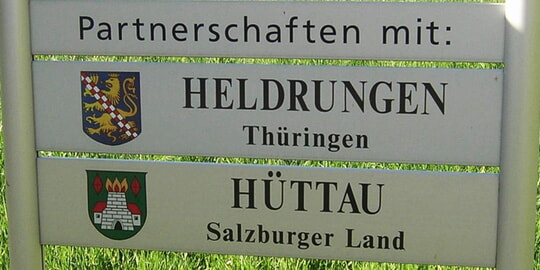 Partnerschaften mit:
HELDRUNGEN
Thüringen
HÜTTAU
Salzburger Land